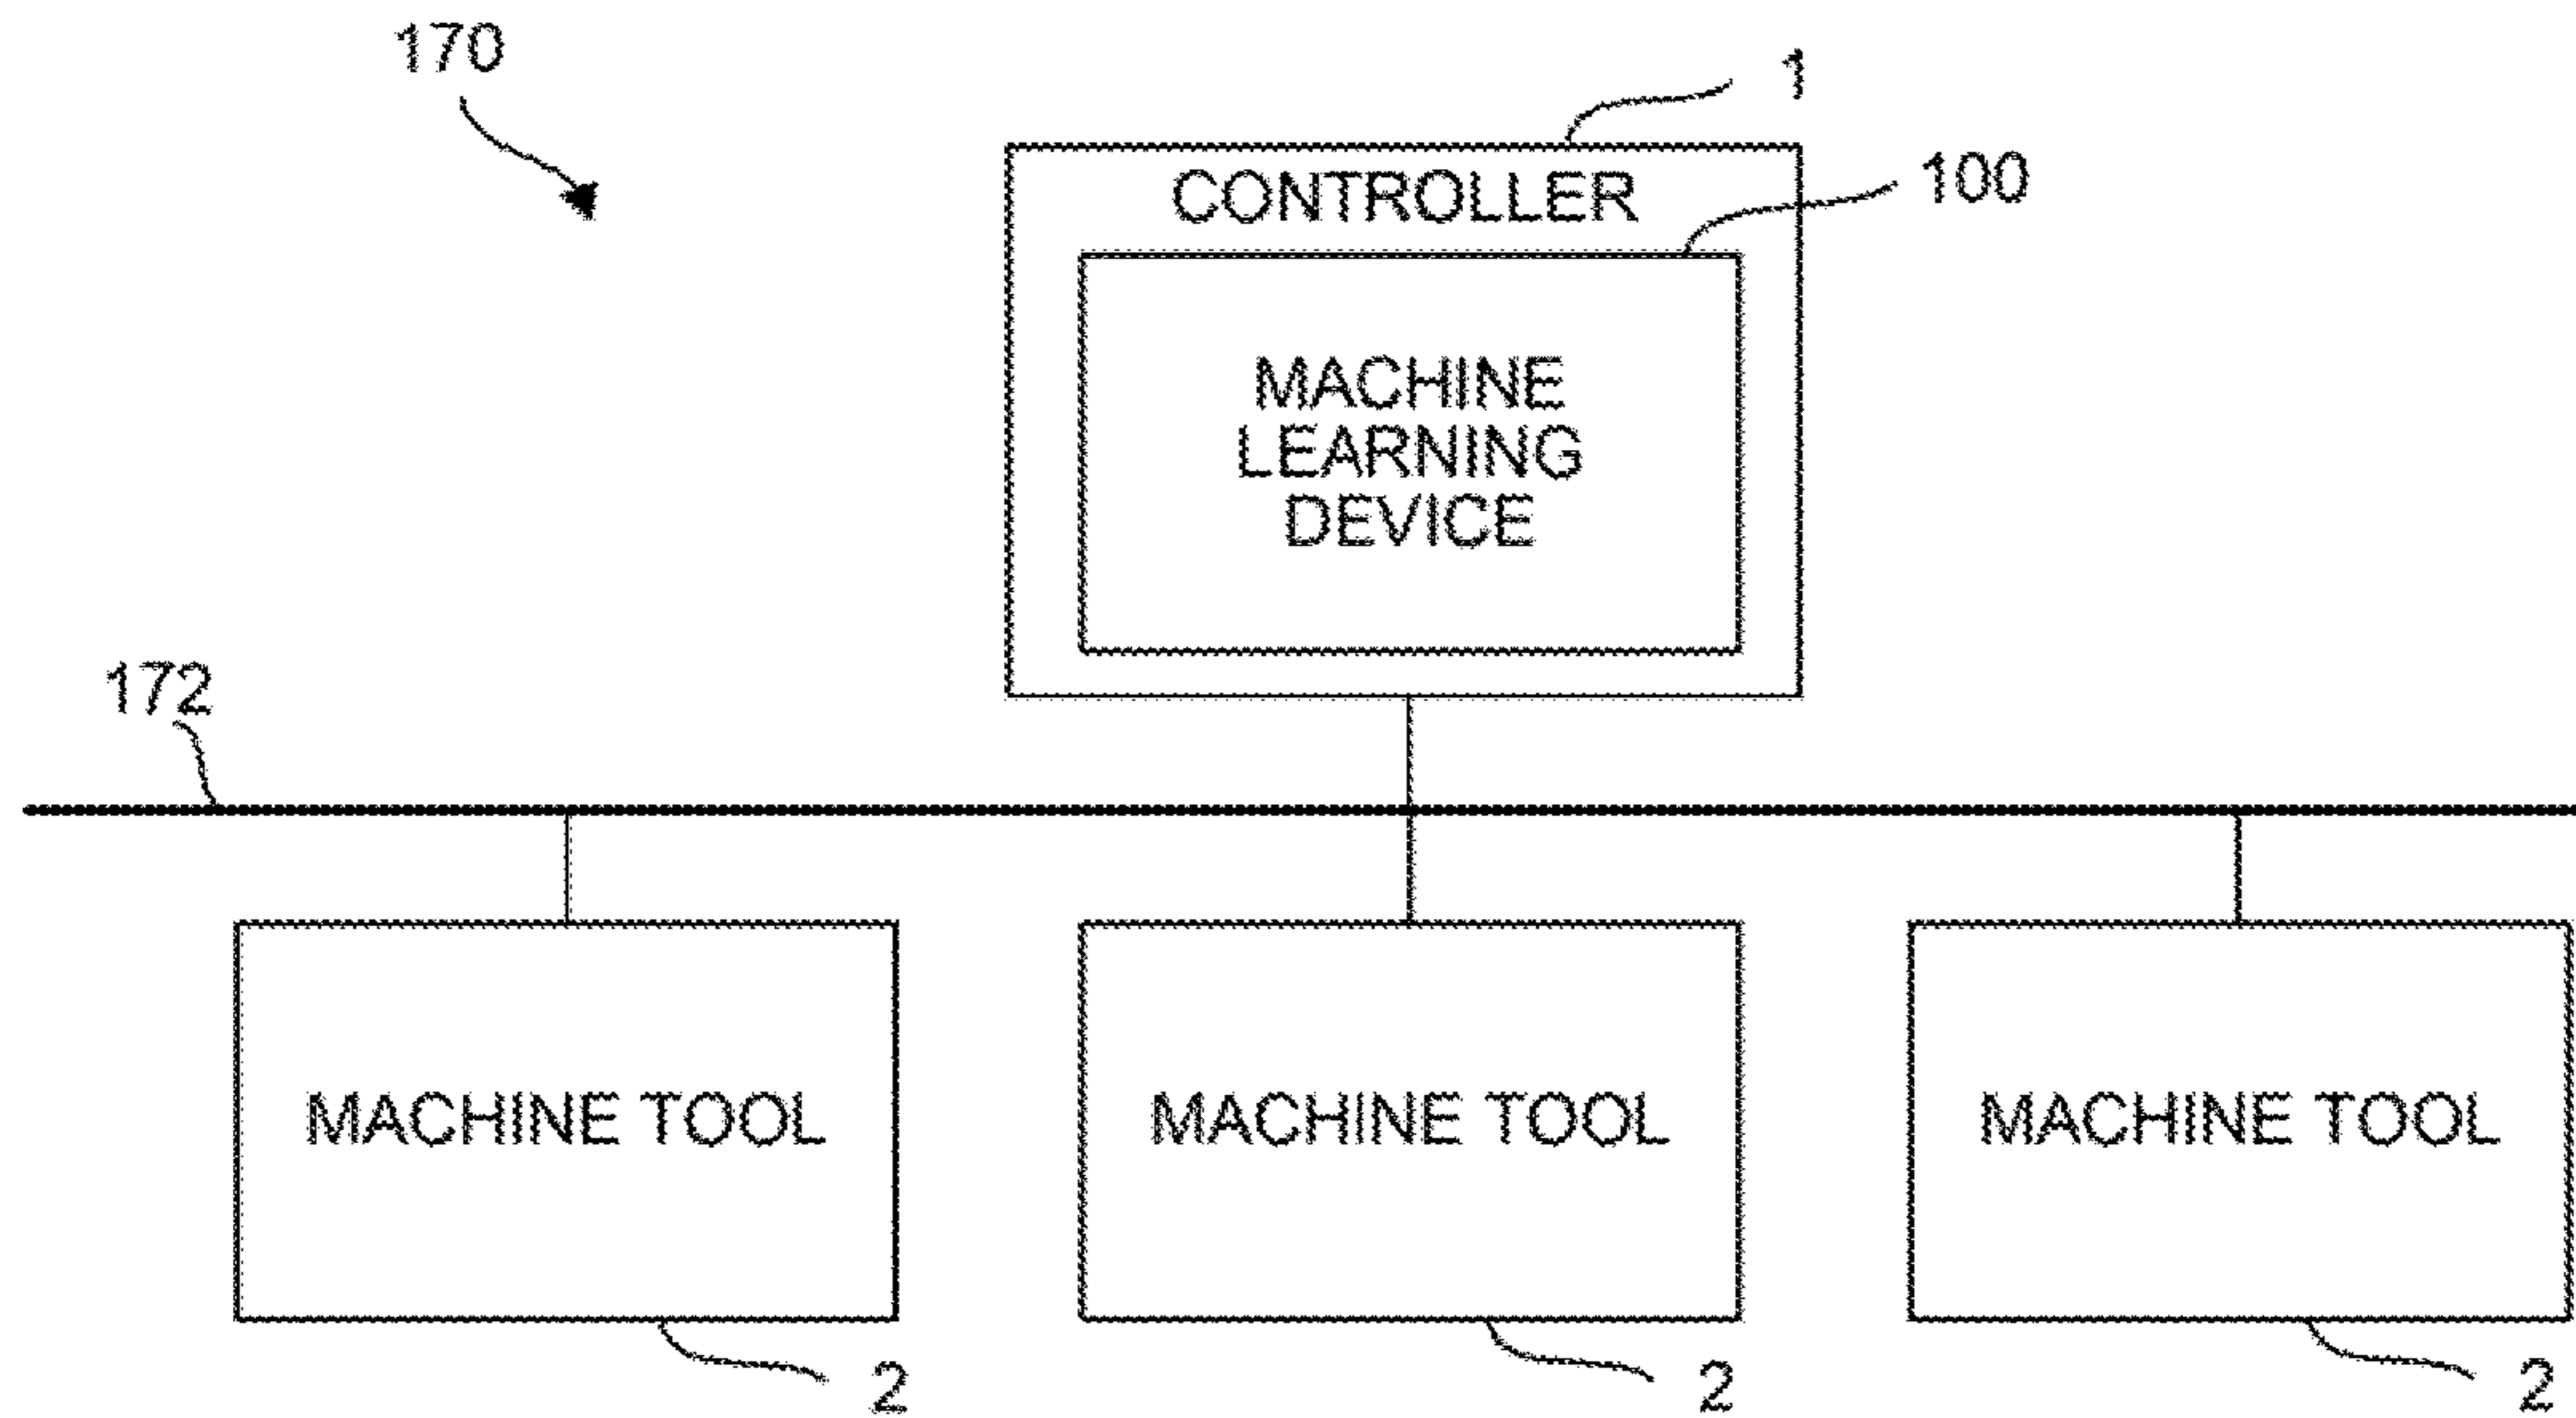 170
1
CONTROLLER
100
MACHINE
LEARNING
DEVICE
172
MACHINE TOOL
MACHINE TOOL
MACHINE TOOL
2
2
2